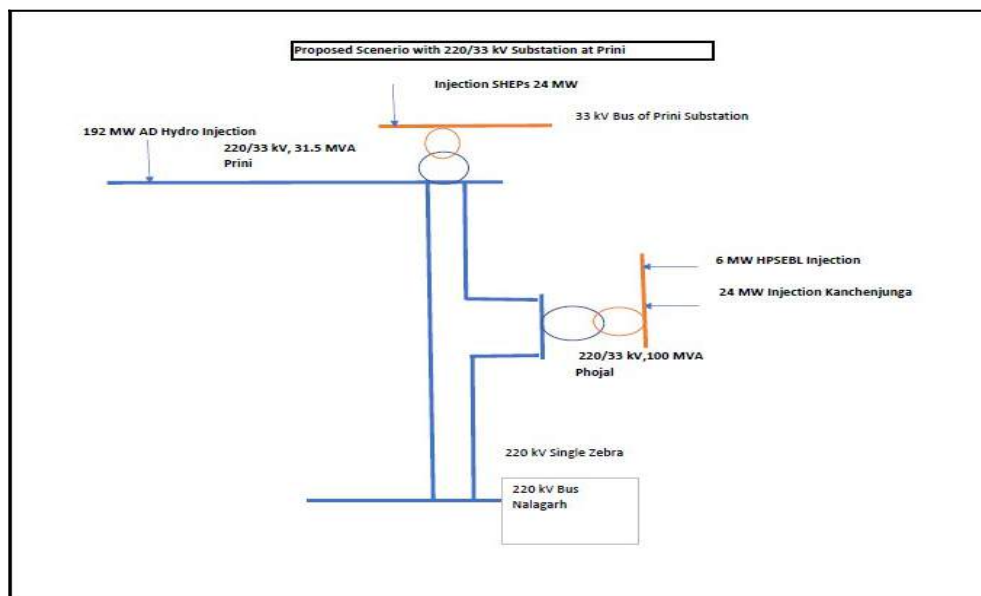 Proposed Scenerio with 220/33 kV Substation at Prini
Injection SHEPs 24 MW
33 kV Bus of Prini Substation
192 MW AD Hydro Injection
220/33 kV, 31.5 MVA
Prini
6 MW HPSEBL Injection
24 MW Injection Kanchenjunga
220/33 kV,100 MVA
Phojal
220 kV Single Zebra
220 kV Bus
Nalagarh